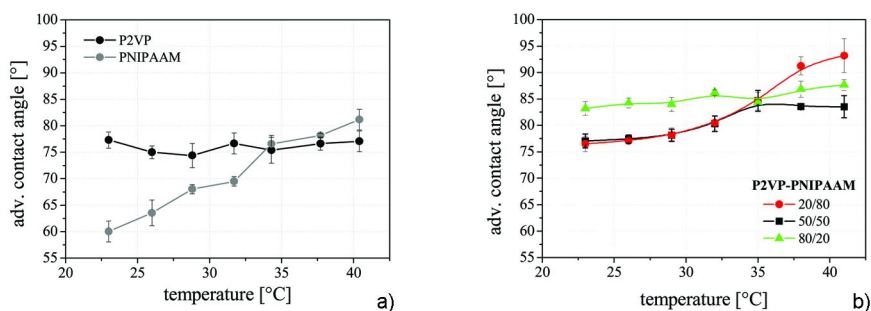 100
95
90
85
80
75
70
65
60
55
adv. contact angle [°]
P2VP
PNIPAAM
20 25 30 35 40
temperature [°C]
a)
100
95
90
85
80
75
70
65
60
55
adv. contact angle [°]
P2VP-PNIPAAM
20/80
50/50
80/20
20 25 30 35 40
temperature [°C]
b)